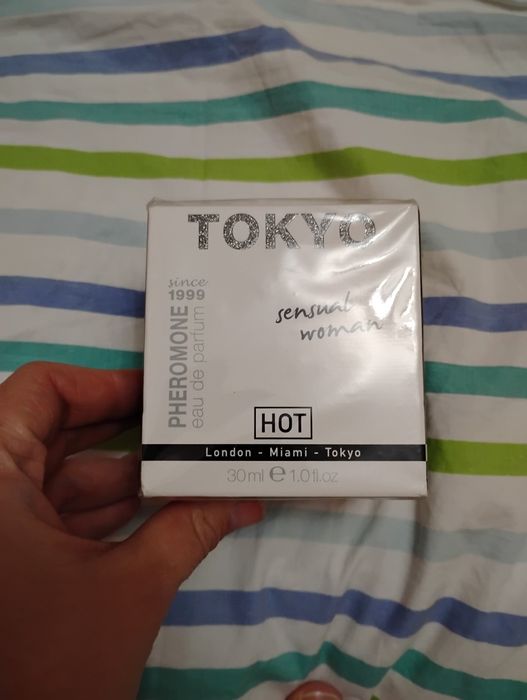 TOKYO
since
1999
PHEROMONE
eau de parfum
sensual
woman
HOT
London - Miami - Tokyo
30ml e 1.0fl.oz